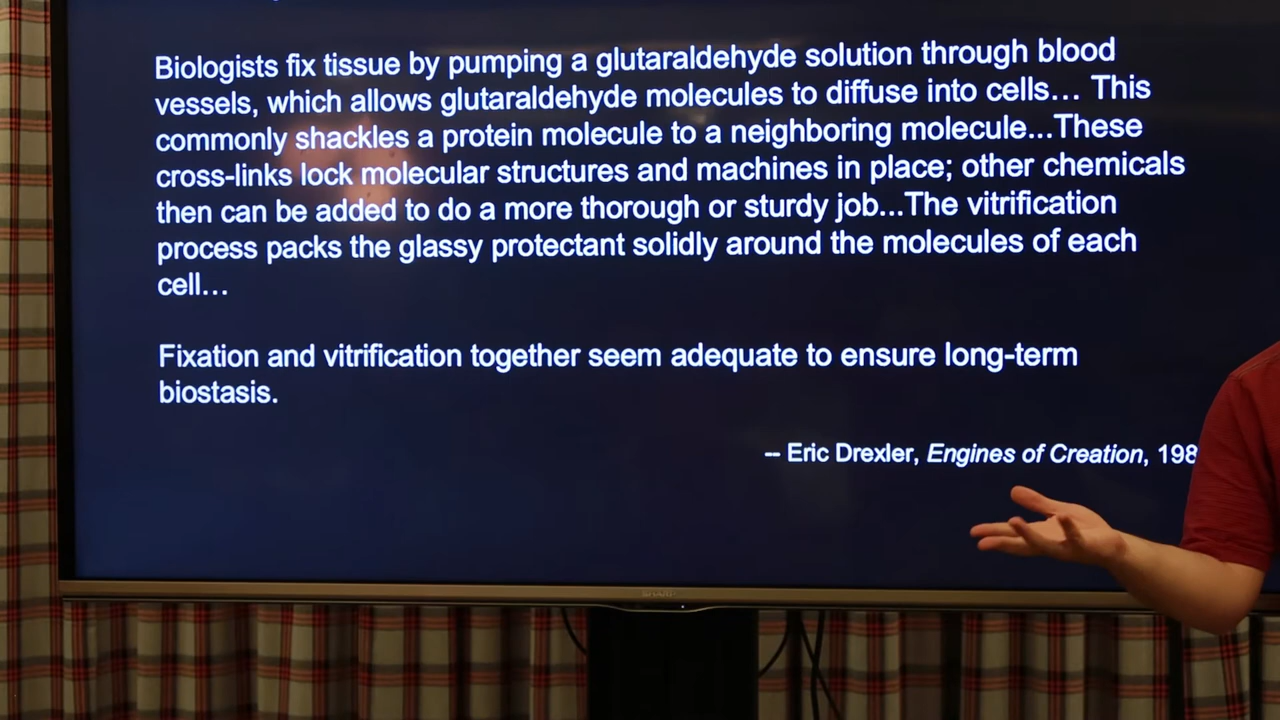 Biologists fix tissue by pumping a glutaraldehyde solution through blood
vessels, which allows glutaraldehyde molecules to diffuse into cells… This
commonly shackles a protein molecule to a neighboring molecule...These
cross-links lock molecular structures and machines in place; other chemicals
then can be added to do a more thorough or sturdy job...The vitrification
process packs the glassy protectant solidly around the molecules of each
cell…
Fixation and vitrification together seem adequate to ensure long-term
biostasis.
-- Eric Drexler, Engines of Creation, 198
SHARP